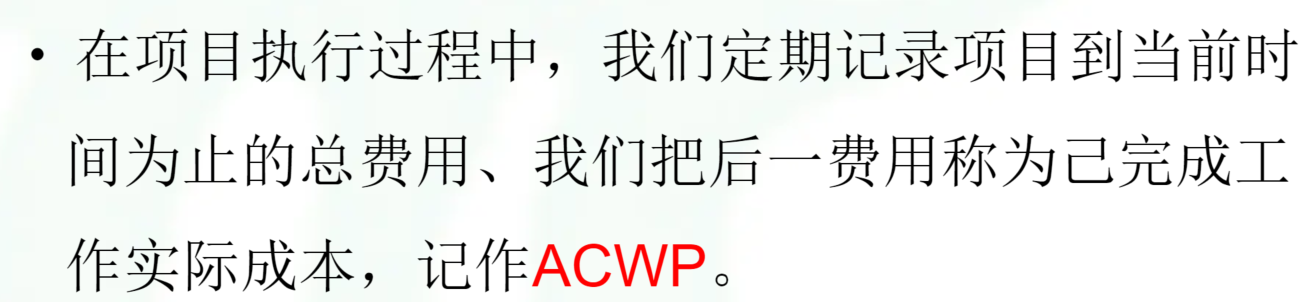 • 在项目执行过程中，我们定期记录项目到当前时
间为止的总费用、我们把后一费用称为己完成工
作实际成本，记作ACWP。